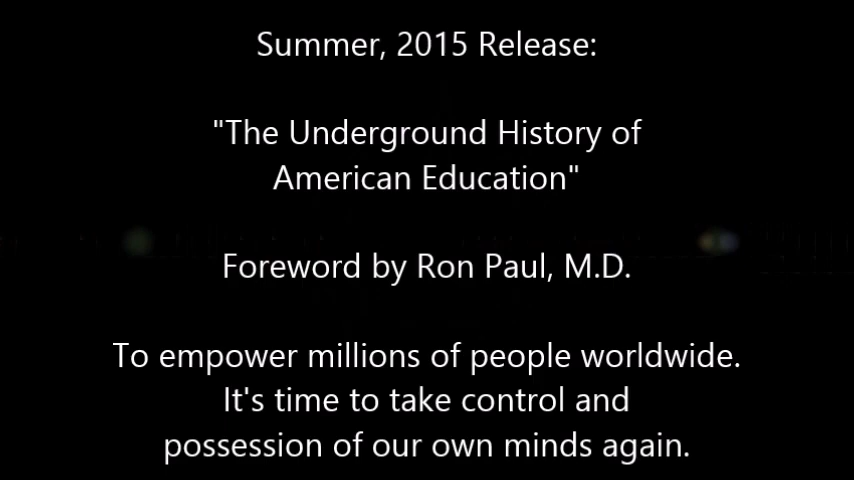 Summer, 2015 Release:
"The Underground History of
American Education"
Foreword by Ron Paul, M.D.
To empower millions of people worldwide.
It's time to take control and
possession of our own minds again.